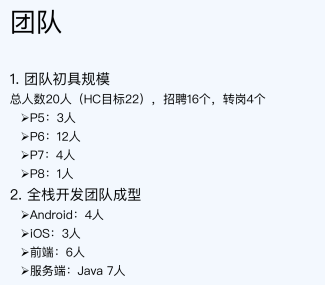 团队
1. 团队初具规模
总人数20人（HC目标22），招聘16个，转岗4个
➢P5：3人
➢P6：12人
➢P7：4人
➢P8：1人
2. 全栈开发团队成型
➢Android：4人
➢iOS：3人
➢前端：6人
➢服务端：Java 7人